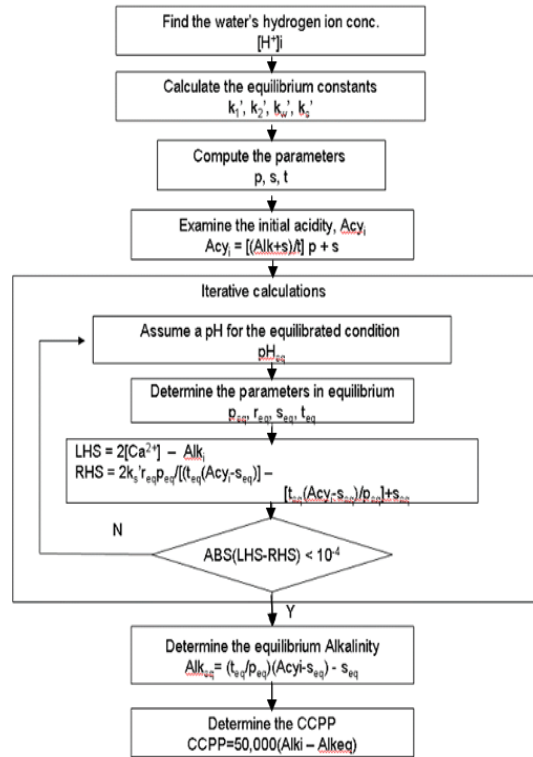 Find the water's hydrogen ion conc.
[H⁺]i
Calculate the equilibrium constants
k₁', k₂', kw', ks'
Compute the parameters
p, s, t
Examine the initial acidity, Acyᵢ
Acyᵢ = [(Alk+s)/t] p + s
Iterative calculations
Assume a pH for the equilibrated condition
pHeq
Determine the parameters in equilibrium
peq, req, seq, teq
LHS = 2[Ca²⁺] – Alkᵢ
RHS = 2ks'reqpeq/[(teq(Acyᵢ-seq)] –
[teq(Acyᵢ-seq)/peq]+seq
N
ABS(LHS-RHS) < 10⁻⁴
Y
Determine the equilibrium Alkalinity
Alkeq= (teq/peq)(Acyi-seq) - seq
Determine the CCPP
CCPP=50,000(Alki – Alkeq)